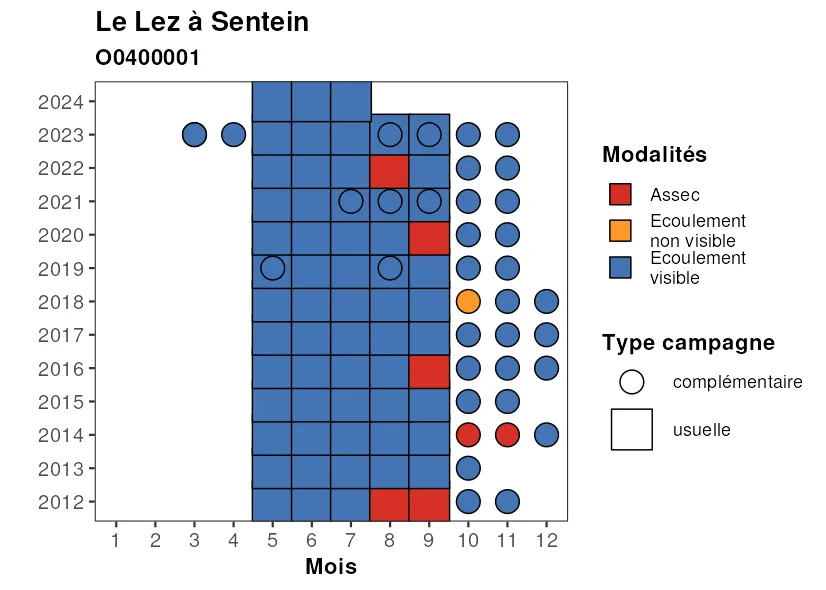 Le Lez à Sentein
O0400001
2024
2023
2022
2021
2020
2019
2018
2017
2016
2015
2014
2013
2012
1 2 3 4 5 6 7 8 9 10 11 12
Mois
Modalités
Assec
Ecoulement
non visible
Ecoulement
visible
Type campagne
complémentaire
usuelle